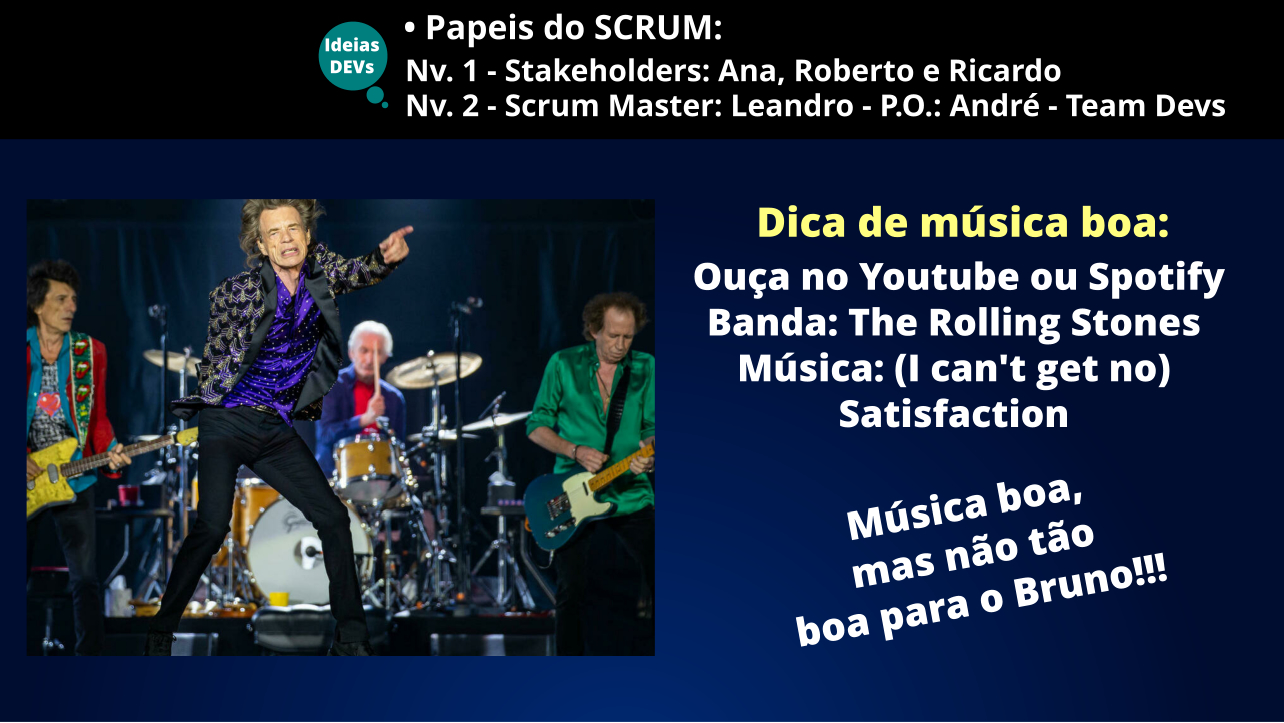 Ideias
DEVs
• Papeis do SCRUM:
Nv. 1 - Stakeholders: Ana, Roberto e Ricardo
Nv. 2 - Scrum Master: Leandro - P.O.: André - Team Devs
Dica de música boa:
Ouça no Youtube ou Spotify
Banda: The Rolling Stones
Música: (I can't get no)
Satisfaction
Música boa,
mas não tão
boa para o Bruno!!!